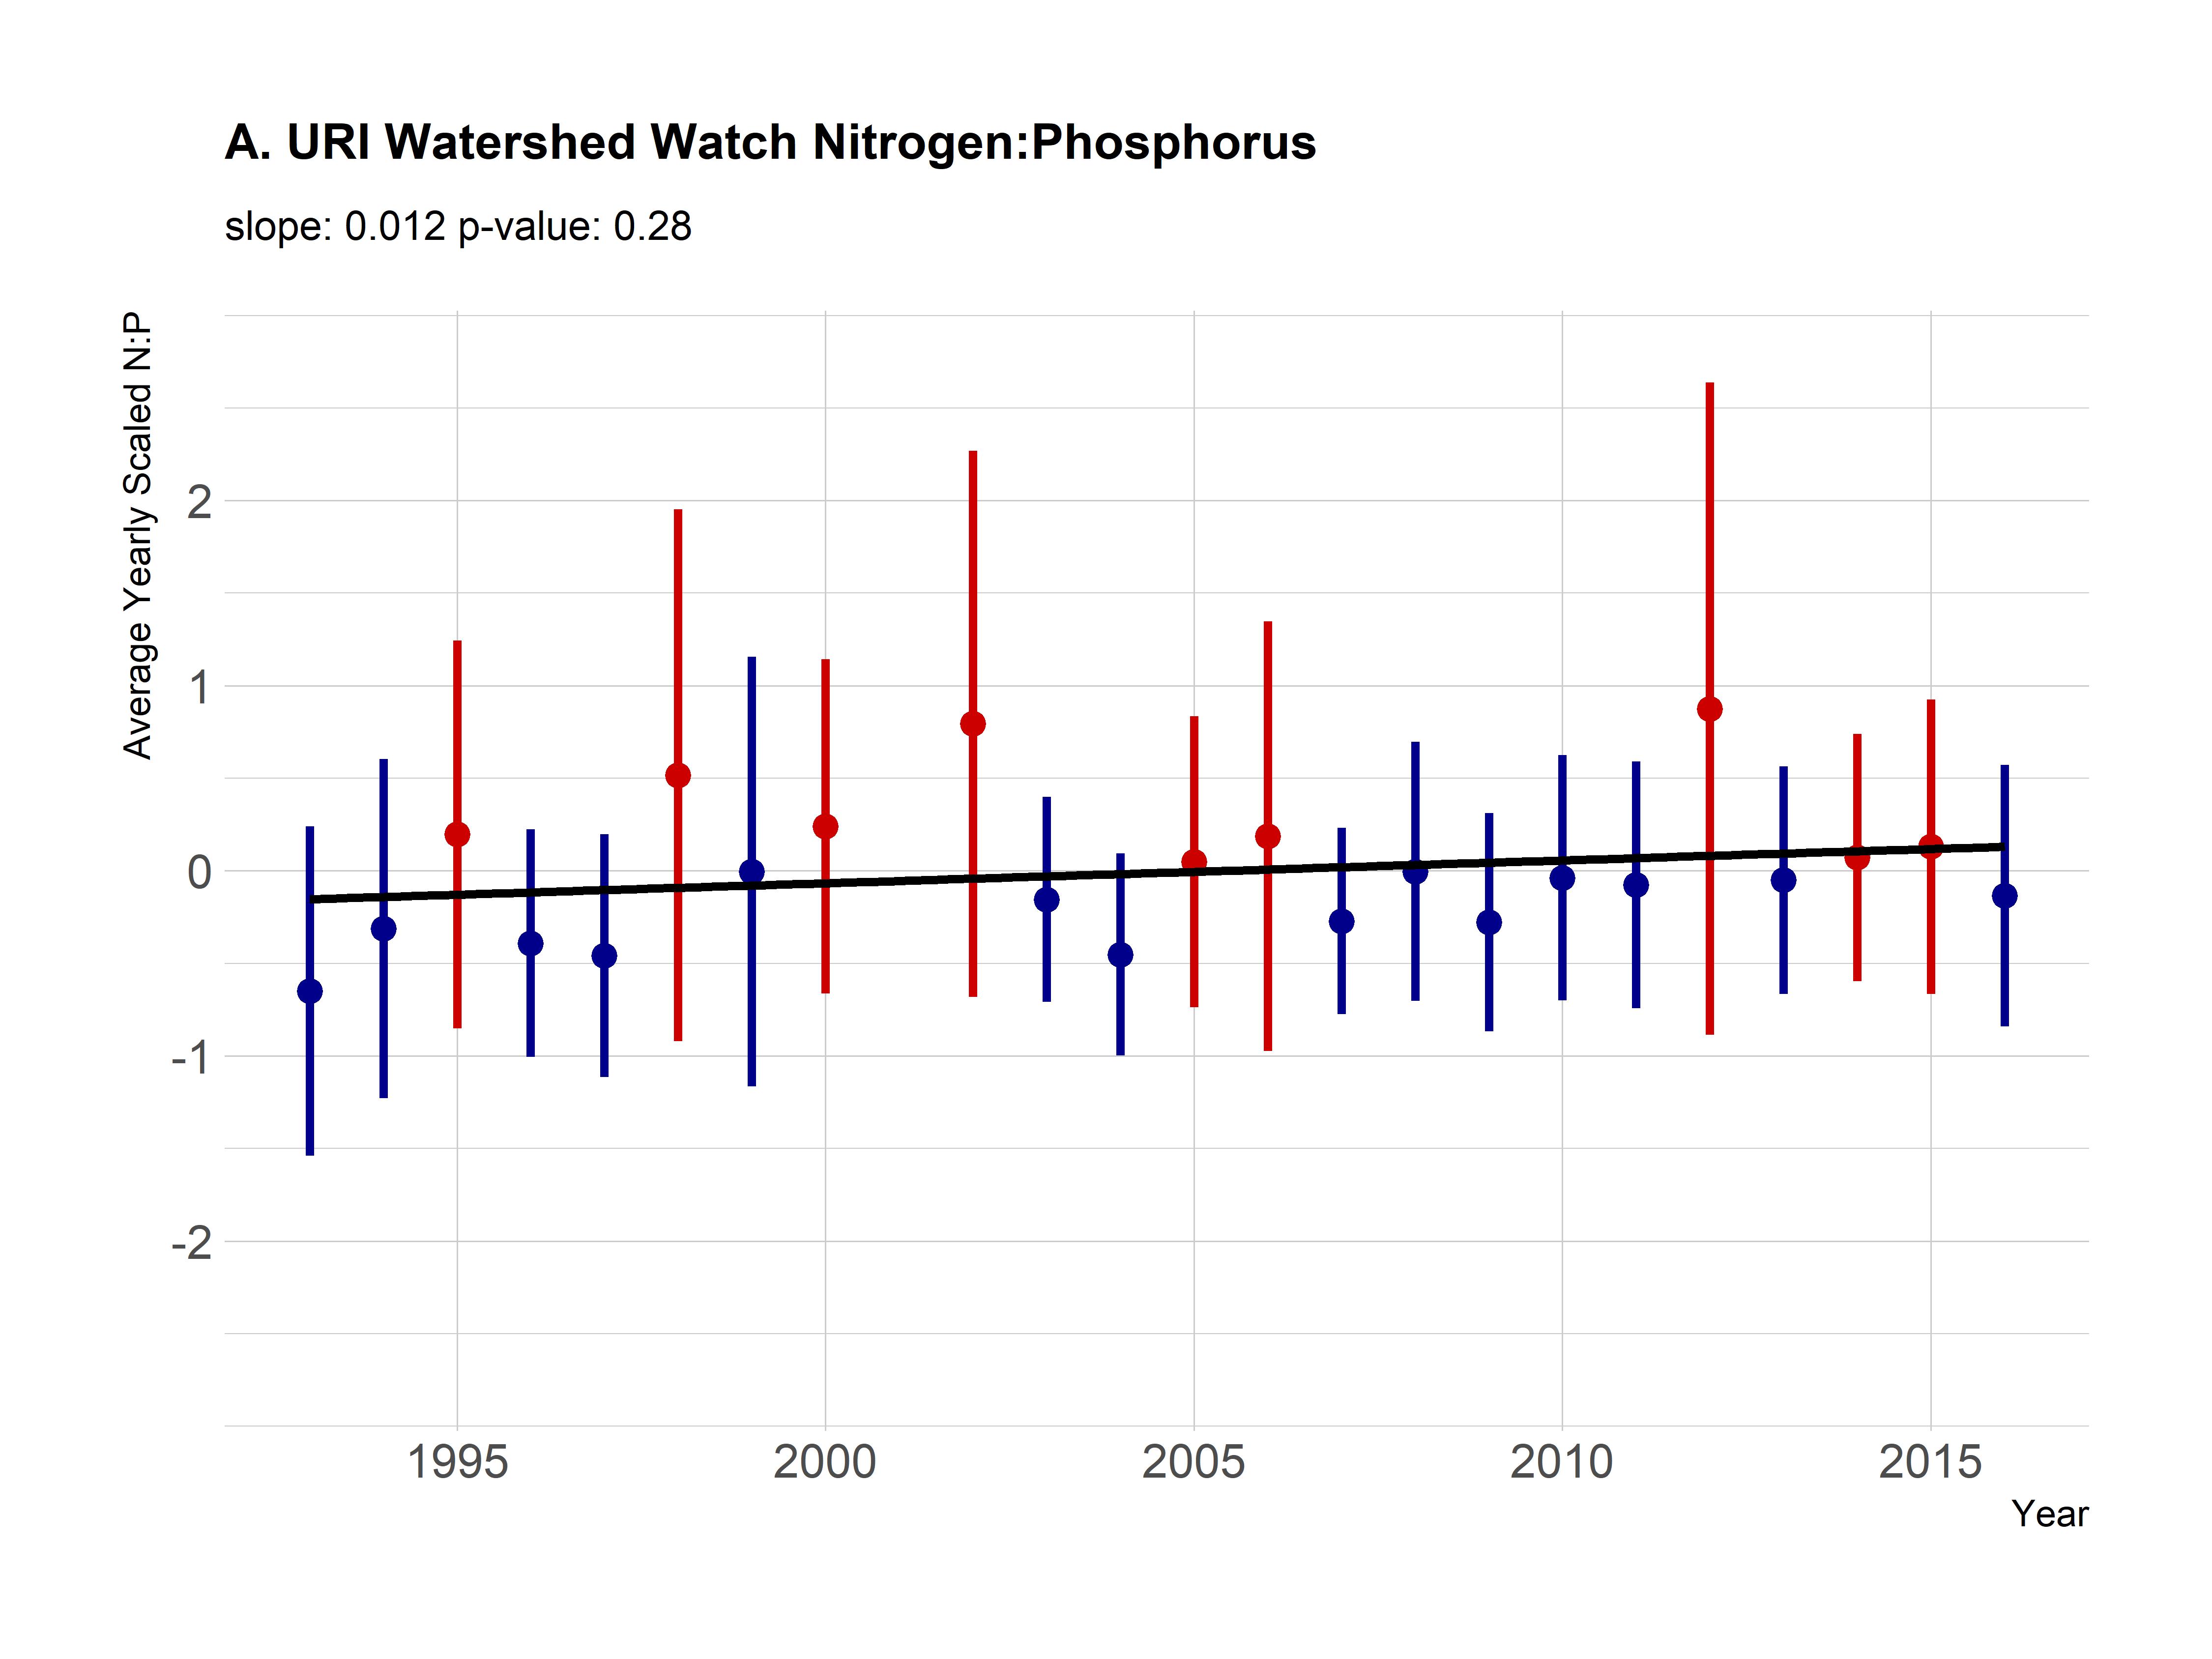 A. URI Watershed Watch Nitrogen:Phosphorus
slope: 0.012 p-value: 0.28
Average Yearly Scaled N:P
2
1
0
-1
-2
1995
2000
2005
2010
2015
Year